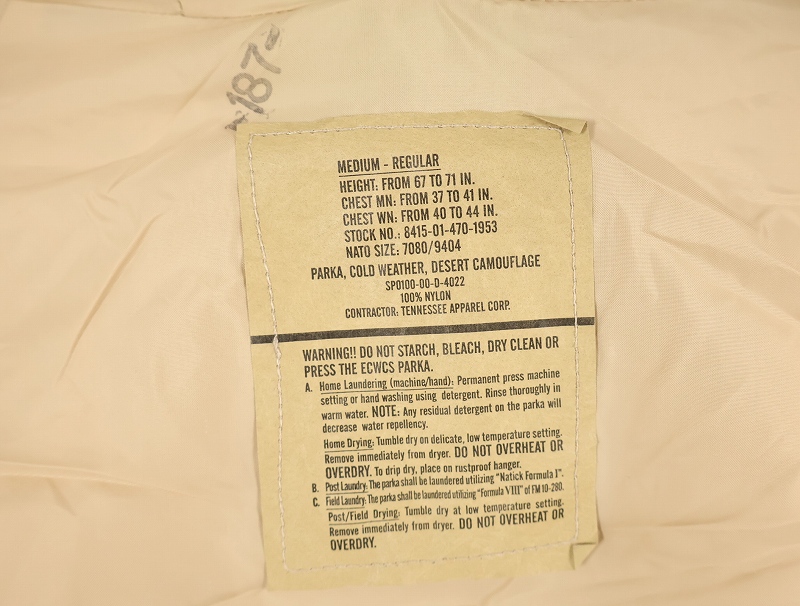 187
MEDIUM - REGULAR
HEIGHT: FROM 67 TO 71 IN.
CHEST MN: FROM 37 TO 41 IN.
CHEST WN: FROM 40 TO 44 IN.
STOCK NO.: 8415-01-470-1953
NATO SIZE: 7080/9404
PARKA, COLD WEATHER, DESERT CAMOUFLAGE
SP0100-00-D-4022
100% NYLON
CONTRACTOR: TENNESSEE APPAREL CORP.
WARNING!! DO NOT STARCH, BLEACH, DRY CLEAN OR
PRESS THE ECWCS PARKA.
A. Home Laundering (machine/hand): Permanent press machine
setting or hand washing using detergent. Rinse thoroughly in
warm water. NOTE: Any residual detergent on the parka will
decrease water repellency.
Home Drying: Tumble dry on delicate, low temperature setting.
Remove immediately from dryer. DO NOT OVERHEAT OR
OVERDRY. To drip dry, place on rustproof hanger.
B. Post Laundry: The parka shall be laundered utilizing "Natick Formula I".
C. Field Laundry: The parka shall be laundered utilizing "Formula VIII" of FM 10-280.
Post/Field Drying: Tumble dry at low temperature setting.
Remove immediately from dryer. DO NOT OVERHEAT OR
OVERDRY.